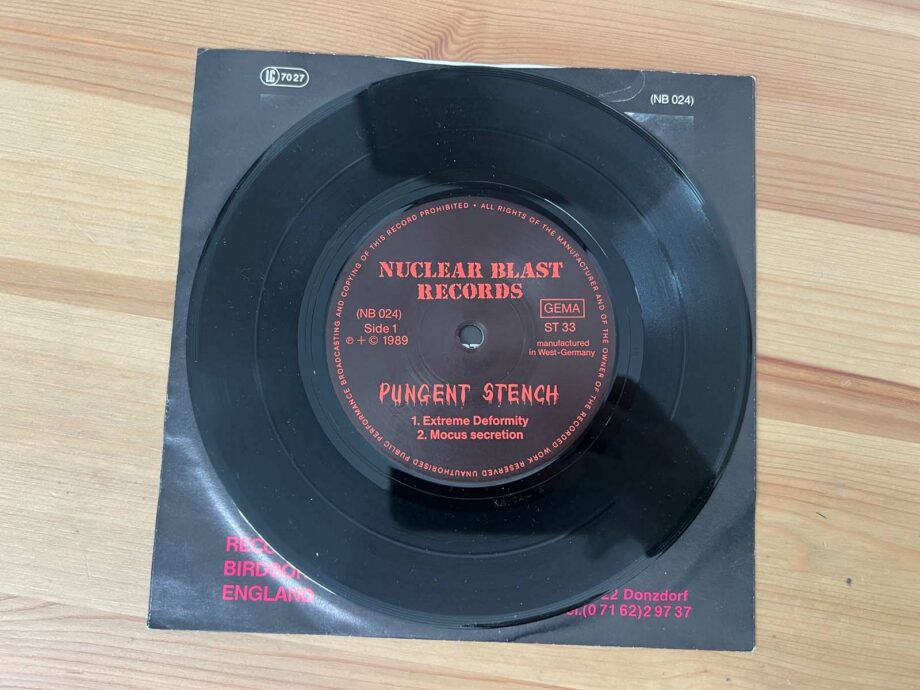 LC 7027
(NB 024)
ALL RIGHTS OF THE MANUFACTURER AND OF THE OWNER OF THE RECORDED WORK RESERVED UNAUTHORISED PUBLIC PERFORMANCE BROADCASTING AND COPYING OF THIS RECORD PROHIBITED •
NUCLEAR BLAST
RECORDS
(NB 024)
Side 1
℗ + © 1989
GEMA
ST 33
manufactured
in West-Germany
PUNGENT STENCH
1. Extreme Deformity
2. Mocus secretion
ENGLAND
22 Donzdorf
(0 71 62) 2 97 37